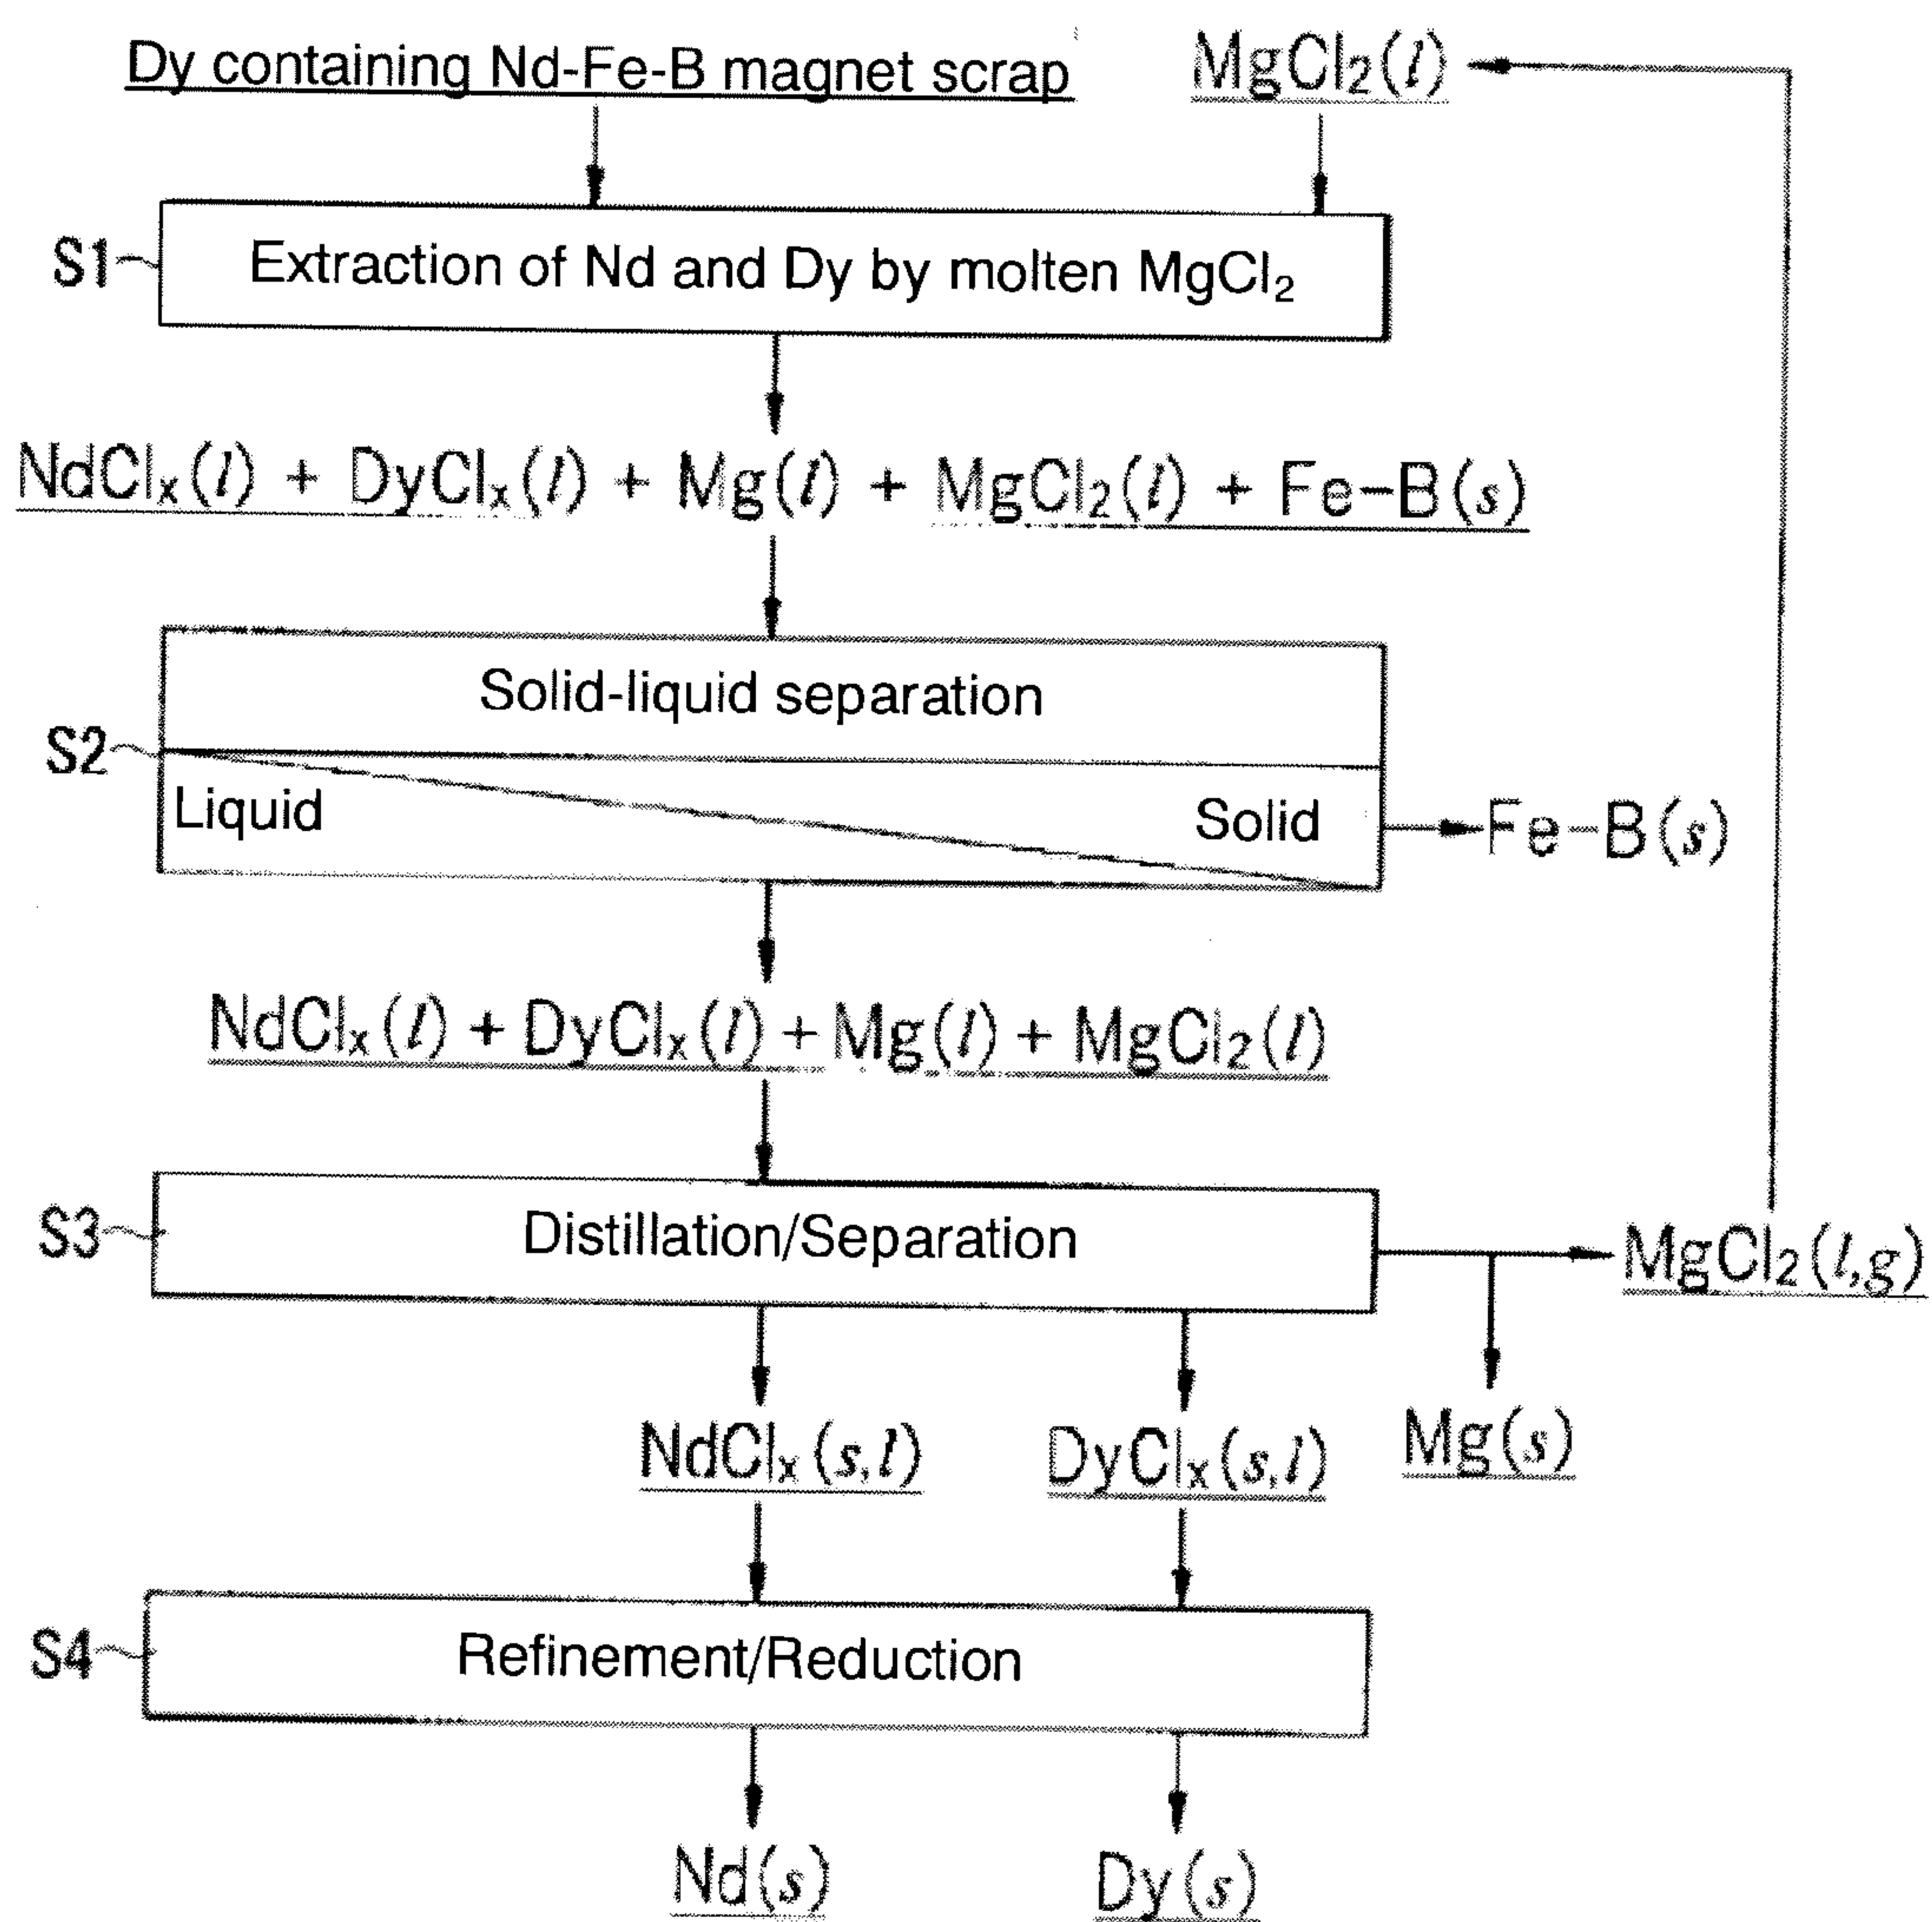 Dy containing Nd-Fe-B magnet scrap
MgCl₂(l)
S1
Extraction of Nd and Dy by molten MgCl₂
NdClₓ(l) + DyClₓ(l) + Mg(l) + MgCl₂(l) + Fe-B(s)
Solid-liquid separation
S2
Liquid
Solid
Fe-B(s)
NdClₓ(l) + DyClₓ(l) + Mg(l) + MgCl₂(l)
S3
Distillation/Separation
MgCl₂(l,g)
NdClₓ(s,l)
DyClₓ(s,l)
Mg(s)
S4
Refinement/Reduction
Nd(s)
Dy(s)